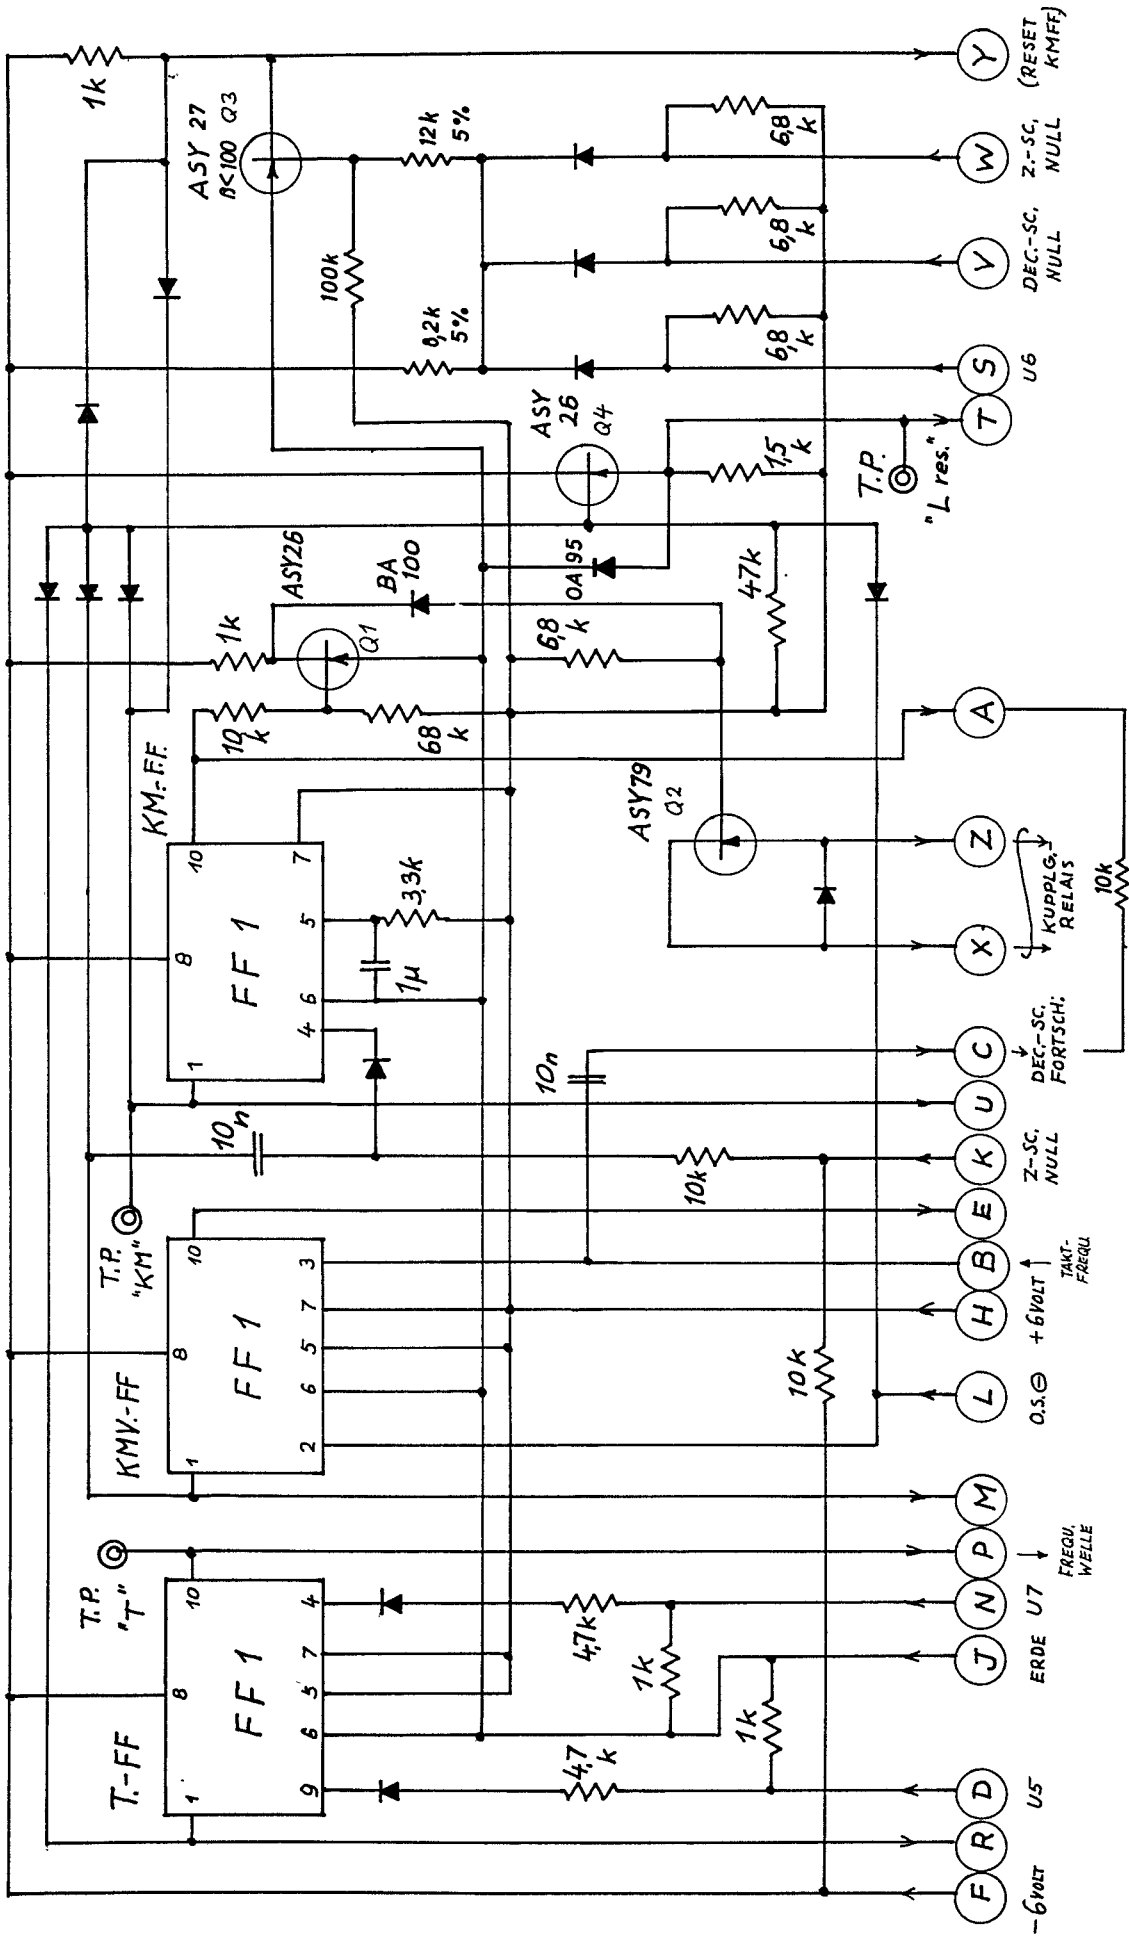 T.P.
"T"
T.-FF
1
8
10
FF 1
9
6
5
7
4
KMV.-FF
1
8
10
FF 1
2
6
5
7
3
T.P.
"KM"
10n
KM.-F.F.
1
8
10
FF 1
4
6
5
7
1µ
3,3k
10
k
68
k
1k
ASY26
Q1
BA
100
1k
ASY 27
B<100 Q3
100k
8,2k
5%
12k
5%
4,7
k
4,7k
1k
1k
10n
10k
10k
ASY79
Q2
6,8
k
OA 95
47k
ASY
26
Q4
1,5
k
6,8
k
6,8
k
6,8
k
T.P.
"L res."
F
R
D
J
N
P
M
L
H
B
E
K
U
C
X
Z
A
T
S
V
W
Y
-6VOLT
U5
ERDE
U7
FREQU.
WELLE
O.S.⊖
+6VOLT
TAKT-
FREQU.
Z-SC.
NULL
DEC.-SC.
FORTSCH.
KUPPLG.-
RELAIS
10k
U6
DEC.-SC.
NULL
Z.-SC.
NULL
(RESET
KMFF)